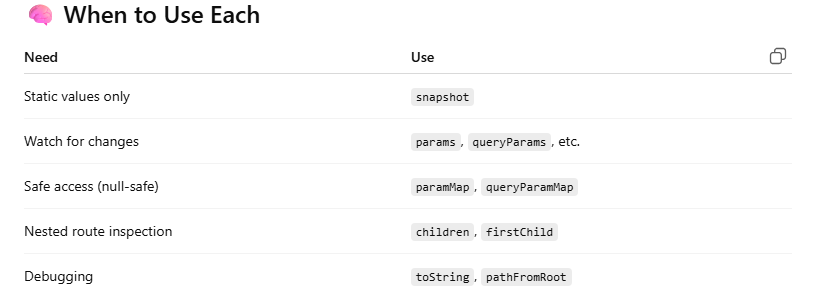 🧠 When to Use Each
Need Use
Static values only snapshot
Watch for changes params, queryParams, etc.
Safe access (null-safe) paramMap, queryParamMap
Nested route inspection children, firstChild
Debugging toString, pathFromRoot